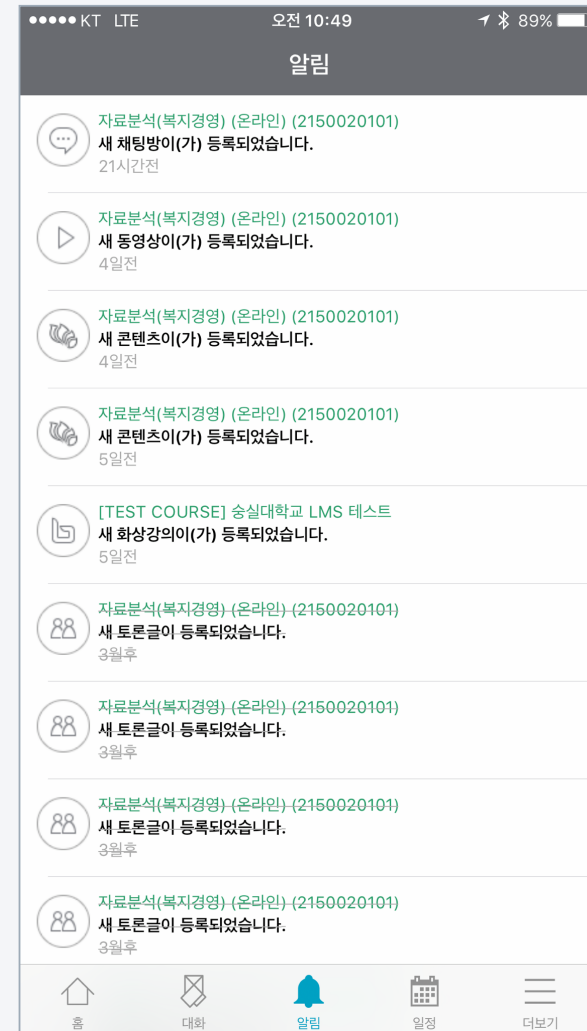 KT LTE 오전 10:49 89%
알림
자료분석(복지경영) (온라인) (2150020101)
새 채팅방이(가) 등록되었습니다.
21시간전
자료분석(복지경영) (온라인) (2150020101)
새 동영상이(가) 등록되었습니다.
4일전
자료분석(복지경영) (온라인) (2150020101)
새 콘텐츠이(가) 등록되었습니다.
4일전
자료분석(복지경영) (온라인) (2150020101)
새 콘텐츠이(가) 등록되었습니다.
5일전
[TEST COURSE] 숭실대학교 LMS 테스트
새 화상강의이(가) 등록되었습니다.
5일전
자료분석(복지경영) (온라인) (2150020101)
새 토론글이 등록되었습니다.
3월후
자료분석(복지경영) (온라인) (2150020101)
새 토론글이 등록되었습니다.
3월후
자료분석(복지경영) (온라인) (2150020101)
새 토론글이 등록되었습니다.
3월후
자료분석(복지경영) (온라인) (2150020101)
새 토론글이 등록되었습니다.
3월후
홈 대화 알림 일정 더보기